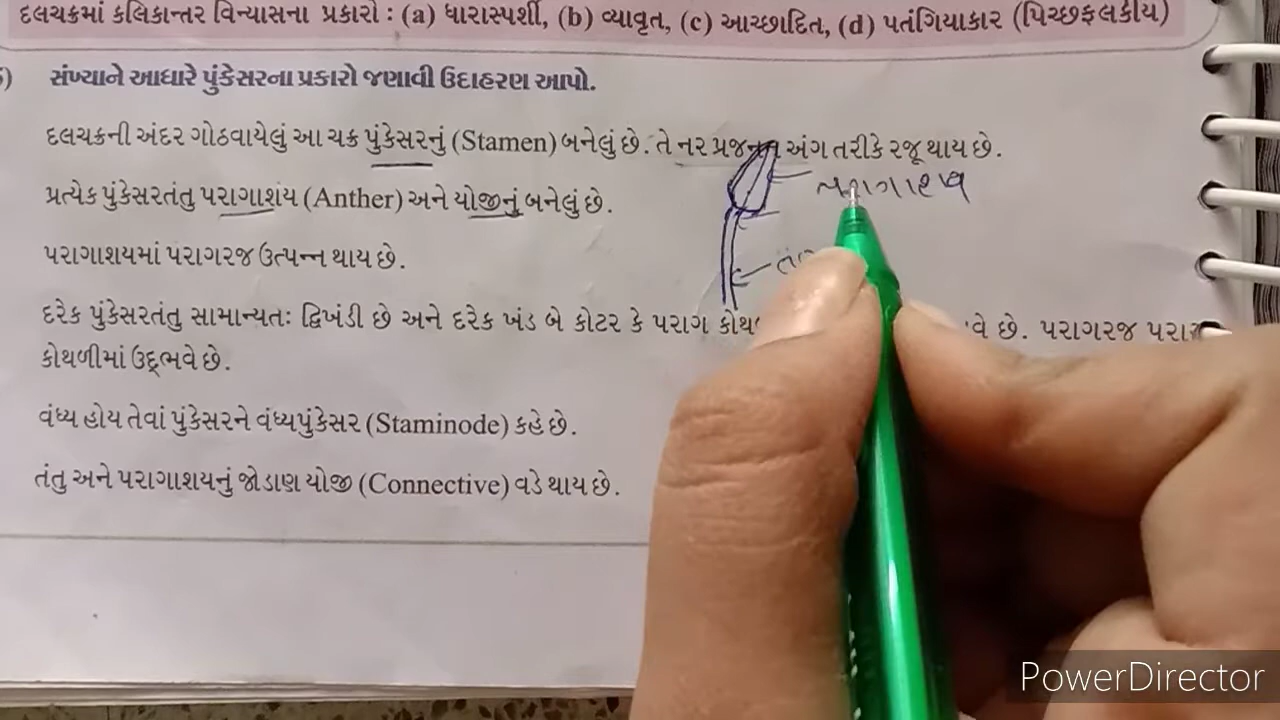 દલચક્રમાં કલિકાન્તર વિન્યાસના પ્રકારો : (a) ધારાસ્પર્શી, (b) વ્યાવૃત, (c) આચ્છાદિત, (d) પતંગિયાકાર (પિચ્છફલકીય)
) સંખ્યાને આધારે પુંકેસરના પ્રકારો જણાવી ઉદાહરણ આપો.
દલચક્રની અંદર ગોઠવાયેલું આ ચક્ર પુંકેસરનું (Stamen) બનેલું છે. તે નર પ્રજનન અંગ તરીકે રજૂ થાય છે.
પ્રત્યેક પુંકેસરતંતુ પરાગાશય (Anther) અને યોજીનું બનેલું છે.
પરાગાશય
પરાગાશયમાં પરાગરજ ઉત્પન્ન થાય છે.
દરેક પુંકેસરતંતુ સામાન્યતઃ દ્વિખંડી છે અને દરેક ખંડ બે કોટર કે પરાગ છે. પરાગરજ
કોથળીમાં ઉદ્ભવે છે.
વંધ્ય હોય તેવાં પુંકેસરને વંધ્યપુંકેસર (Staminode) કહે છે.
તંતુ અને પરાગાશયનું જોડાણ યોજી (Connective) વડે થાય છે.
PowerDirector